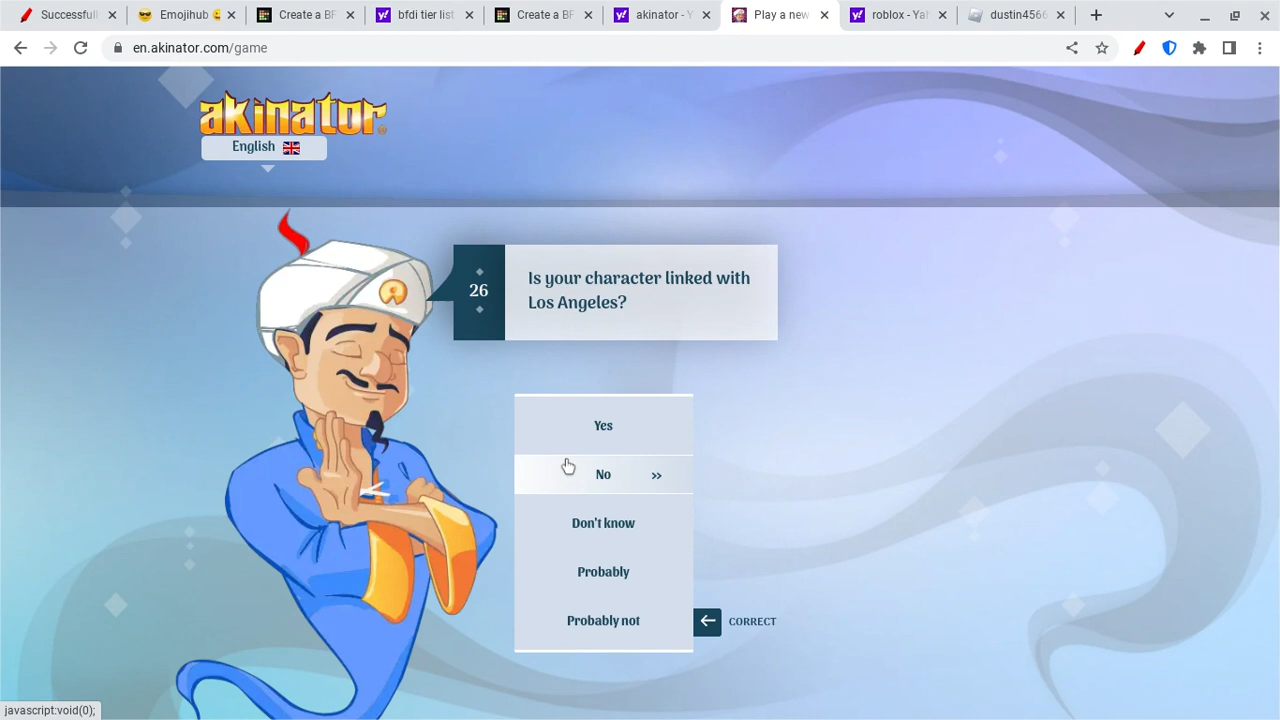 Successfull
Emojihub
Create a BF
bfdi tier list
Create a BF
akinator - Y
Play a new
roblox - Ya
dustin4566
en.akinator.com/game
akinator
English
26
Is your character linked with
Los Angeles?
Yes
No »
Don't know
Probably
Probably not
CORRECT
javascript:void(0);